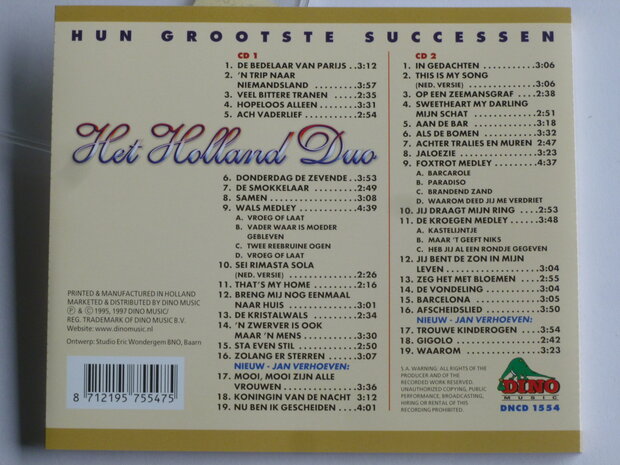 HUN GROOTSTE SUCCESSEN
CD 1
1. DE BEDELAAR VAN PARIJS ..3:12
2. 'N TRIP NAAR
NIEMANDSLAND ............3:57
3. VEEL BITTERE TRANEN ..2:35
4. HOPELOOS ALLEEN ........3:31
5. ACH VADERLIEF ............2:54
Het Holland Duo
6. DONDERDAG DE ZEVENDE ..3:53
7. DE SMOKKELAAR ..........2:49
8. SAMEN ....................3:08
9. WALS MEDLEY ..............4:39
A. VROEG OF LAAT
B. VADER WAAR IS MOEDER
GEBLEVEN
C. TWEE REEBRUINE OGEN
D. VROEG OF LAAT
10. SEI RIMASTA SOLA
(NED. VERSIE) ..............2:26
11. THAT'S MY HOME ..........2:16
12. BRENG MIJ NOG EENMAAL
NAAR HUIS ................3:01
13. DE KRISTALWALS ..........2:34
14. 'N ZWERVER IS OOK
MAAR 'N MENS ............3:30
15. STA EVEN STIL ............2:50
16. ZOLANG ER STERREN ......3:07
NIEUW - JAN VERHOEVEN:
17. MOOI, MOOI ZIJN ALLE
VROUWEN ................3:36
18. KONINGIN VAN DE NACHT 3:12
19. NU BEN IK GESCHEIDEN ....4:01
CD 2
1. IN GEDACHTEN ............3:06
2. THIS IS MY SONG
(NED. VERSIE) ..............3:06
3. OP EEN ZEEMANSGRAF ....2:38
4. SWEETHEART MY DARLING
MIJN SCHAT ..............2:51
5. AAN DE BAR ..............3:18
6. ALS DE BOMEN ............3:32
7. ACHTER TRALIES EN MUREN 2:47
8. JALOEZIE ..................3:23
9. FOXTROT MEDLEY ..........4:37
A. BARCAROLE
B. PARADISO
C. BRANDEND ZAND
D. WAAROM DEED JIJ ME VERDRIET
10. JIJ DRAAGT MIJN RING ....2:53
11. DE KROEGEN MEDLEY ......3:48
A. KASTELIJNTJE
B. MAAR 'T GEEFT NIKS
C. HEB JIJ AL EEN RONDJE GEGEVEN
12. JIJ BENT DE ZON IN MIJN
LEVEN ....................3:04
13. ZEG HET MET BLOEMEN ....2:55
14. DE VONDELING ............3:04
15. BARCELONA ................3:05
16. AFSCHEIDSLIED ............3:50
NIEUW - JAN VERHOEVEN:
17. TROUWE KINDEROGEN ....3:54
18. GIGOLO ....................2:42
19. WAAROM ..................3:23
PRINTED & MANUFACTURED IN HOLLAND
MARKETED & DISTRIBUTED BY DINO MUSIC
Ⓟ & © 1995, 1997 DINO MUSIC/
REG. TRADEMARK OF DINO MUSIC B.V.
Website: www.dinomusic.nl
Ontwerp: Studio Eric Wondergem BNO, Baarn
8 712195 755475
S.A. WARNING: ALL RIGHTS OF THE
PRODUCER AND OF THE
RECORDED WORK RESERVED.
UNAUTHORIZED COPYING, PUBLIC
PERFORMANCE, BROADCASTING,
HIRING OR RENTAL OF THIS
RECORDING PROHIBITED.
DINO
MUSIC
DNCD 1554